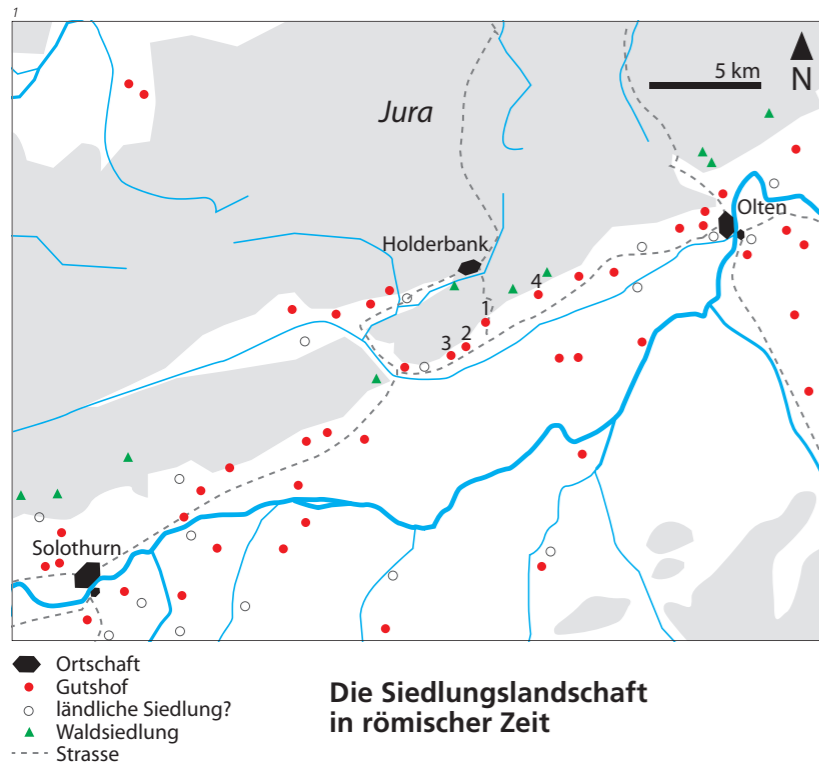 1
5 km
N
Jura
Olten
Holderbank
4
1
2
3
Solothurn
Ortschaft
Gutshof
ländliche Siedlung?
Waldsiedlung
Strasse
Die Siedlungslandschaft
in römischer Zeit